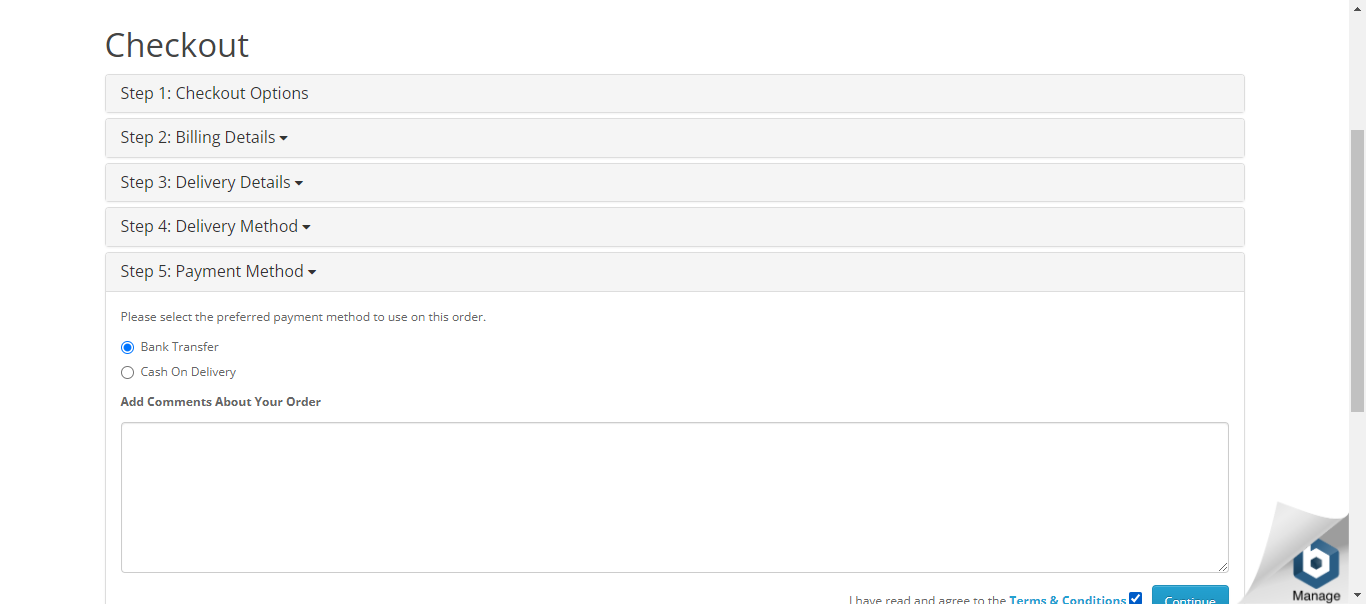 Checkout
Step 1: Checkout Options
Step 2: Billing Details
Step 3: Delivery Details
Step 4: Delivery Method
Step 5: Payment Method
Please select the preferred payment method to use on this order.
Bank Transfer
Cash On Delivery
Add Comments About Your Order
I have read and agree to the Terms & Conditions
Continue
Manage